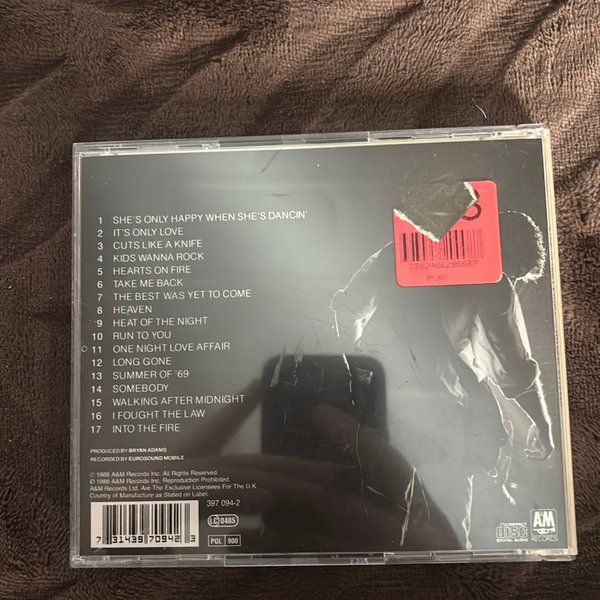 1 SHE'S ONLY HAPPY WHEN SHE'S DANCIN'
2 IT'S ONLY LOVE
3 CUTS LIKE A KNIFE
4 KIDS WANNA ROCK
5 HEARTS ON FIRE
6 TAKE ME BACK
7 THE BEST WAS YET TO COME
8 HEAVEN
9 HEAT OF THE NIGHT
10 RUN TO YOU
11 ONE NIGHT LOVE AFFAIR
12 LONG GONE
13 SUMMER OF '69
14 SOMEBODY
15 WALKING AFTER MIDNIGHT
16 I FOUGHT THE LAW
17 INTO THE FIRE
PRODUCED BY BRYAN ADAMS
RECORDED BY EUROSOUND MOBILE
℗ 1988 A&M Records Inc. All Rights Reserved.
© 1988 A&M Records Inc. Reproduction Prohibited.
A&M Records Ltd. Are The Exclusive Licensees For The U.K.
Country of Manufacture as Stated on Label
397 094-2
7 31439 70942 3
LC 0485
POL 900
COMPACT
disc
DIGITAL AUDIO
A&M
RECORDS